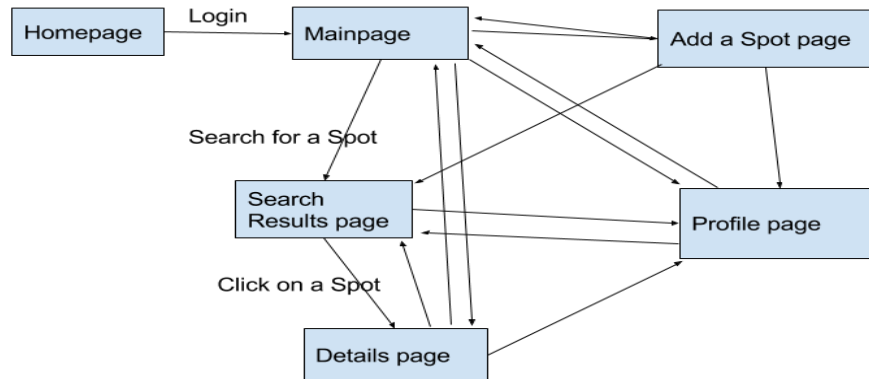 Login
Homepage
Mainpage
Add a Spot page
Search for a Spot
Search
Results page
Profile page
Click on a Spot
Details page